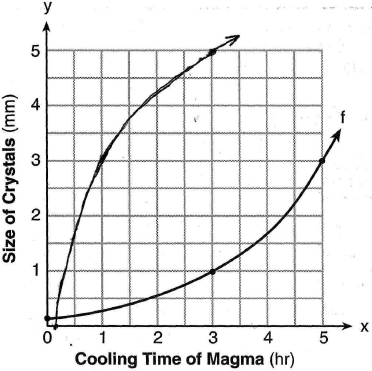 y
5
4
3
2
1
f
Size of Crystals (mm)
0
1
2
3
4
5
x
Cooling Time of Magma (hr)